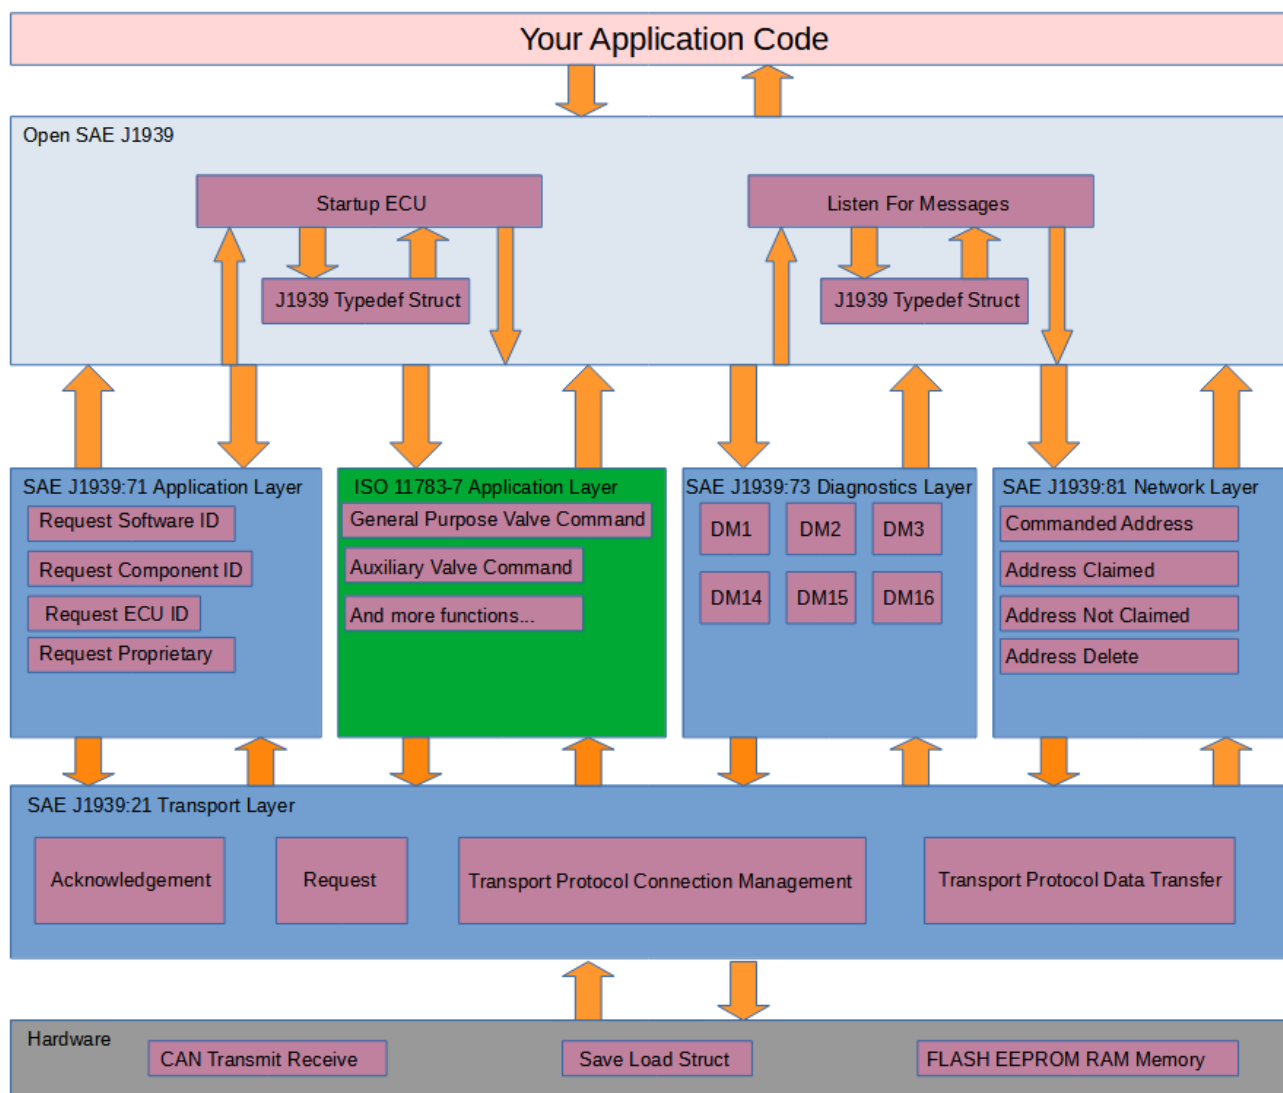 Your Application Code
Open SAE J1939
Startup ECU
Listen For Messages
J1939 Typedef Struct
J1939 Typedef Struct
SAE J1939:71 Application Layer
Request Software ID
Request Component ID
Request ECU ID
Request Proprietary
ISO 11783-7 Application Layer
General Purpose Valve Command
Auxiliary Valve Command
And more functions...
SAE J1939:73 Diagnostics Layer
DM1
DM2
DM3
DM14
DM15
DM16
SAE J1939:81 Network Layer
Commanded Address
Address Claimed
Address Not Claimed
Address Delete
SAE J1939:21 Transport Layer
Acknowledgement
Request
Transport Protocol Connection Management
Transport Protocol Data Transfer
Hardware
CAN Transmit Receive
Save Load Struct
FLASH EEPROM RAM Memory